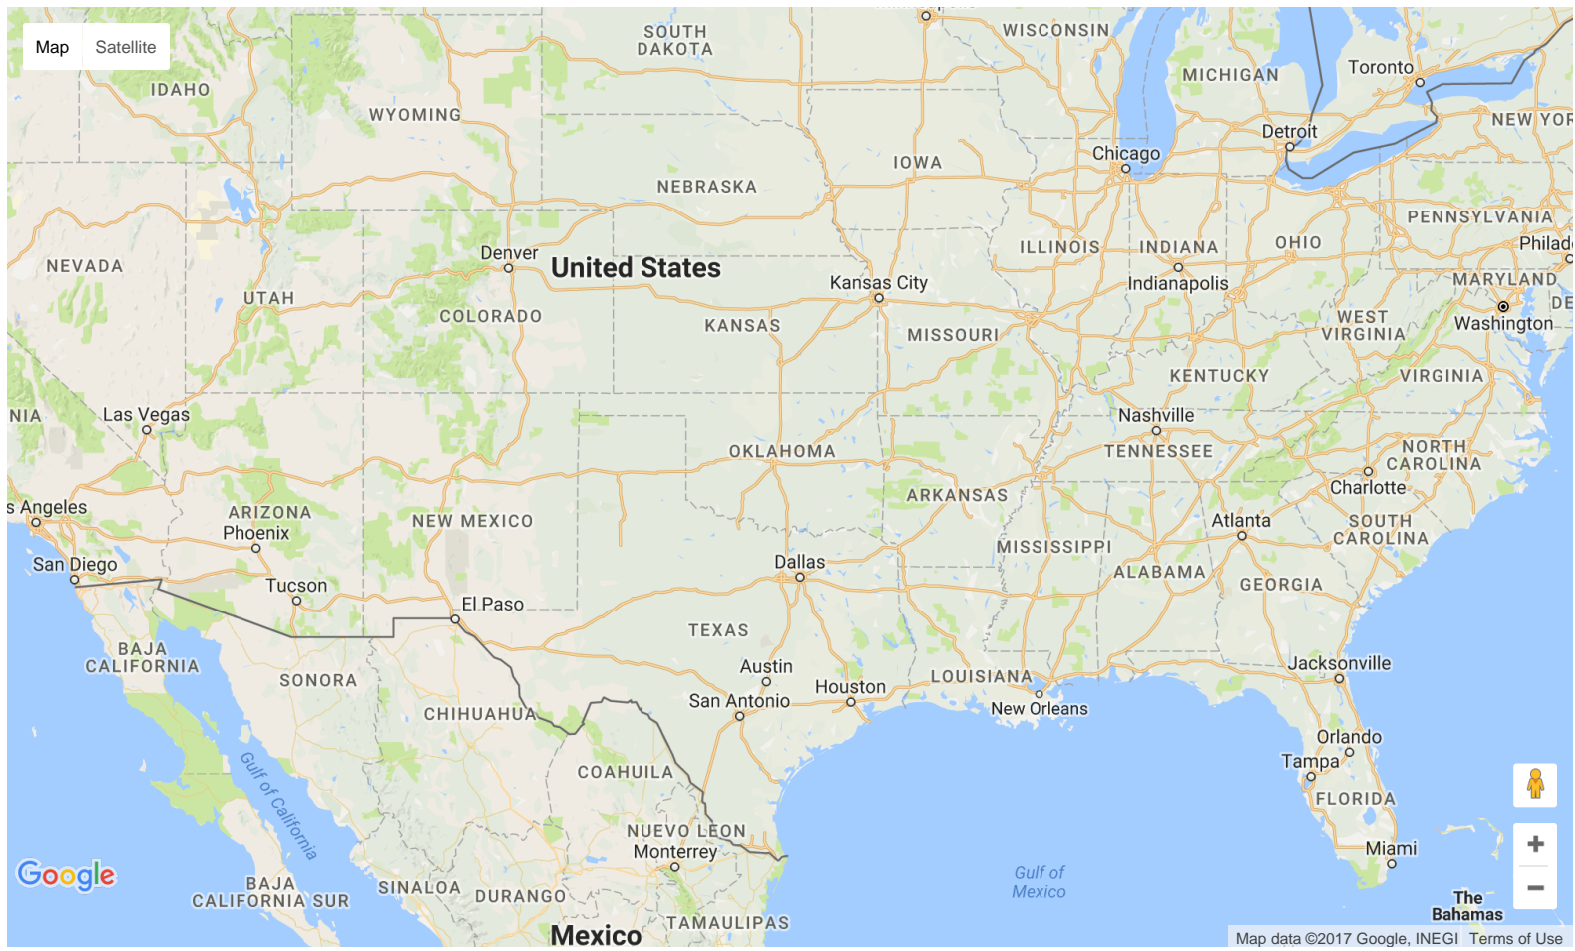 Map Satellite
SOUTH
DAKOTA
WISCONSIN
MICHIGAN
Toronto
IDAHO
WYOMING
NEW YOR
Detroit
Chicago
IOWA
NEBRASKA
PENNSYLVANIA
Philad
NEVADA
UTAH
Denver
United States
COLORADO
Kansas City
KANSAS
MISSOURI
ILLINOIS
INDIANA
OHIO
Indianapolis
MARYLAND
DE
WEST
VIRGINIA
Washington
KENTUCKY
VIRGINIA
NIA
Las Vegas
Nashville
TENNESSEE
OKLAHOMA
NORTH
CAROLINA
Charlotte
s Angeles
ARIZONA
Phoenix
NEW MEXICO
ARKANSAS
Atlanta
SOUTH
CAROLINA
San Diego
Tucson
El Paso
Dallas
MISSISSIPPI
ALABAMA
GEORGIA
TEXAS
BAJA
CALIFORNIA
SONORA
CHIHUAHUA
Austin
San Antonio
Houston
LOUISIANA
New Orleans
Jacksonville
Orlando
Tampa
FLORIDA
Gulf of California
COAHUILA
NUEVO LEON
Monterrey
Miami
Google
BAJA
CALIFORNIA SUR
SINALOA
DURANGO
TAMAULIPAS
Mexico
Gulf of
Mexico
The
Bahamas
Map data ©2017 Google, INEGI Terms of Use